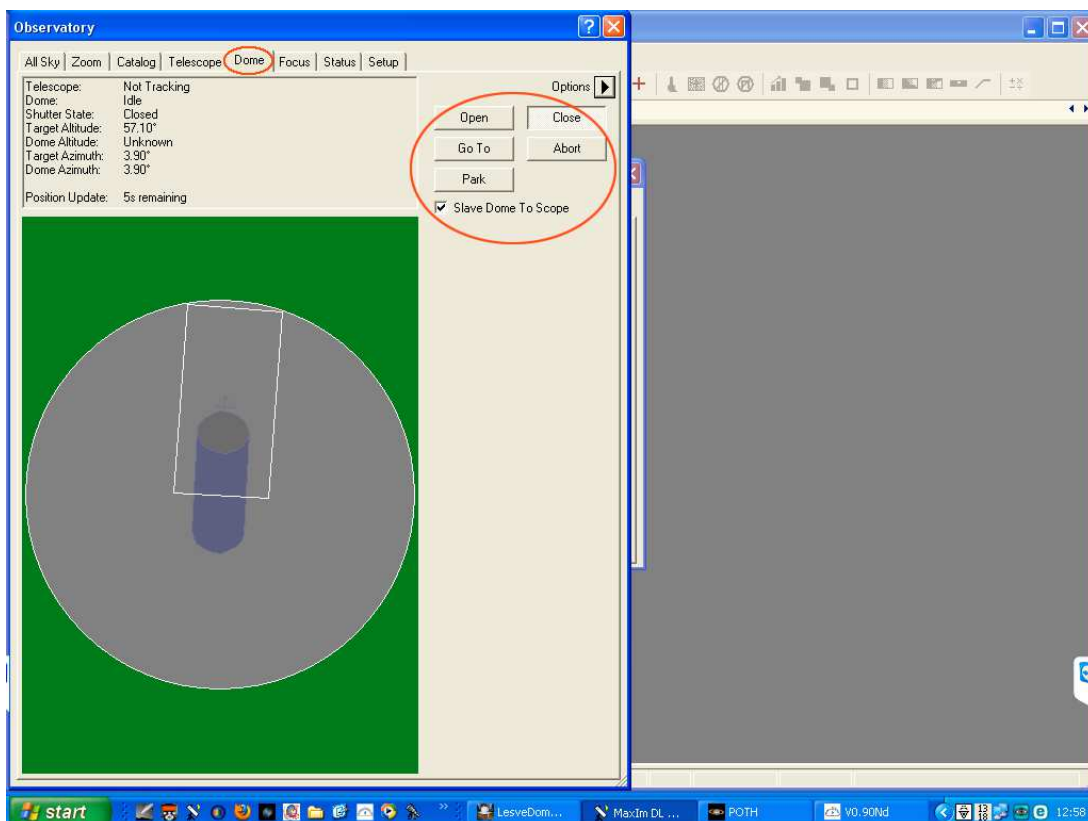 Observatory
All Sky Zoom Catalog Telescope Dome Focus Status Setup
Telescope: Not Tracking
Dome: Idle
Shutter State: Closed
Target Altitude: 57.10°
Dome Altitude: Unknown
Target Azimuth: 3.90°
Dome Azimuth: 3.90°
Position Update: 5s remaining
Options
Open Close
Go To Abort
Park
Slave Dome To Scope
start LesveDom... MaxIm DL ... POTH V0.90Nd 12:58